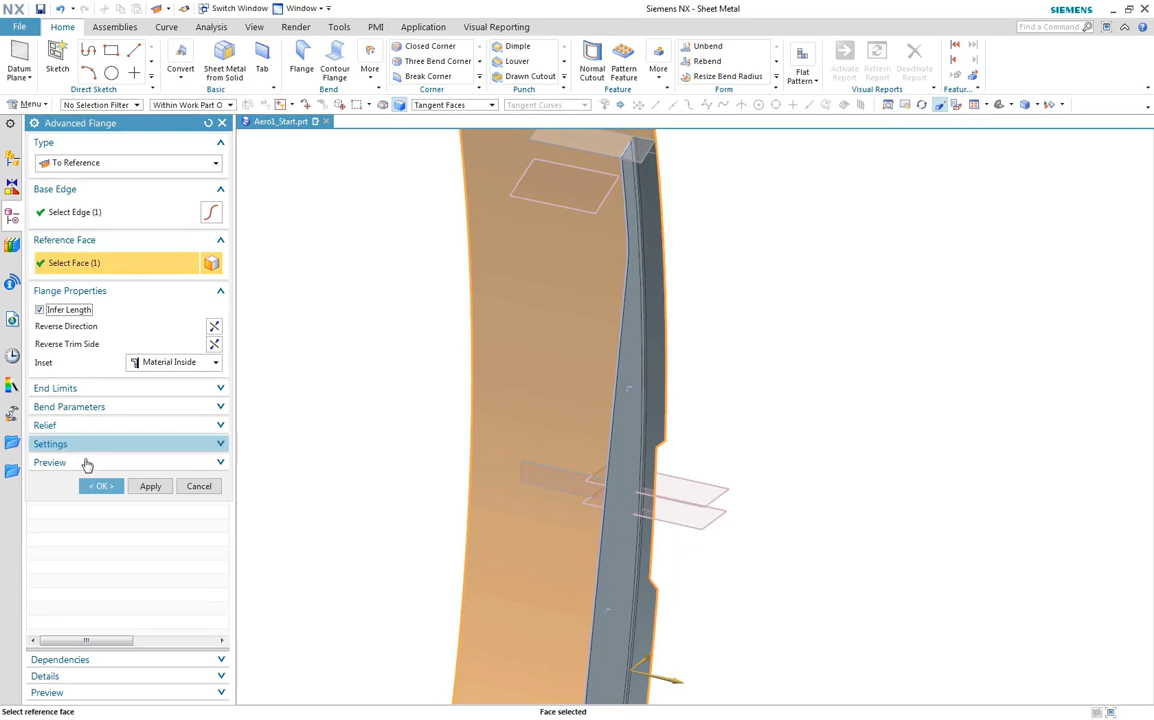 NX
Switch Window
Window
Siemens NX - Sheet Metal
SIEMENS
File
Home
Assemblies
Curve
Analysis
View
Render
Tools
PMI
Application
Visual Reporting
Find a Command
Datum Plane
Sketch
Direct Sketch
Convert
Sheet Metal from Solid
Tab
Basic
Flange
Contour Flange
More
Bend
Closed Corner
Three Bend Corner
Break Corner
Corner
Dimple
Louver
Drawn Cutout
Punch
Normal Cutout
Pattern Feature
More
Feature
Unbend
Rebend
Resize Bend Radius
Form
Flat Pattern
Activate Report
Refresh Report
Deactivate Report
Visual Reports
Featur...
Menu
No Selection Filter
Within Work Part O
Tangent Faces
Tangent Curves
Advanced Flange
Aero1_Start.prt
Type
To Reference
Base Edge
Select Edge (1)
Reference Face
Select Face (1)
Flange Properties
Infer Length
Reverse Direction
Reverse Trim Side
Inset
Material Inside
End Limits
Bend Parameters
Relief
Settings
Preview
< OK >
Apply
Cancel
Dependencies
Details
Preview
Select reference face
Face selected